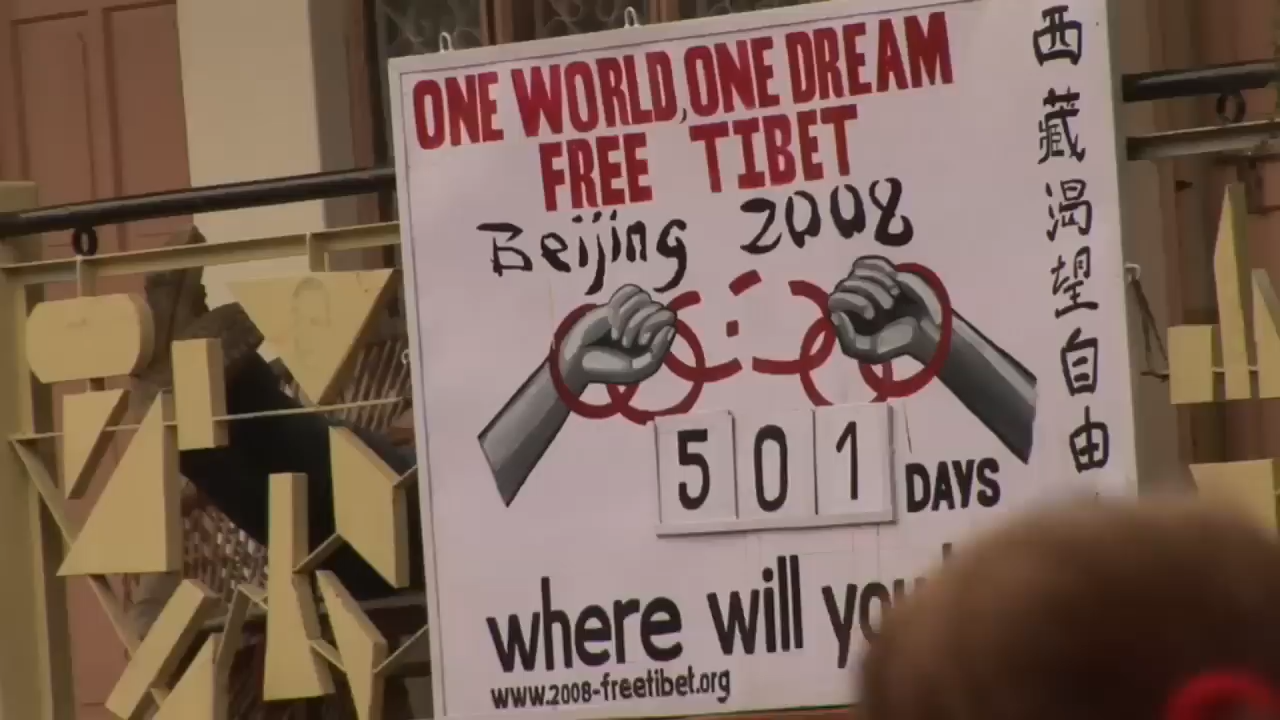 ONE WORLD, ONE DREAM
FREE TIBET
Beijing 2008
501 DAYS
where will you
www.2008-freetibet.org
西藏渴望自由